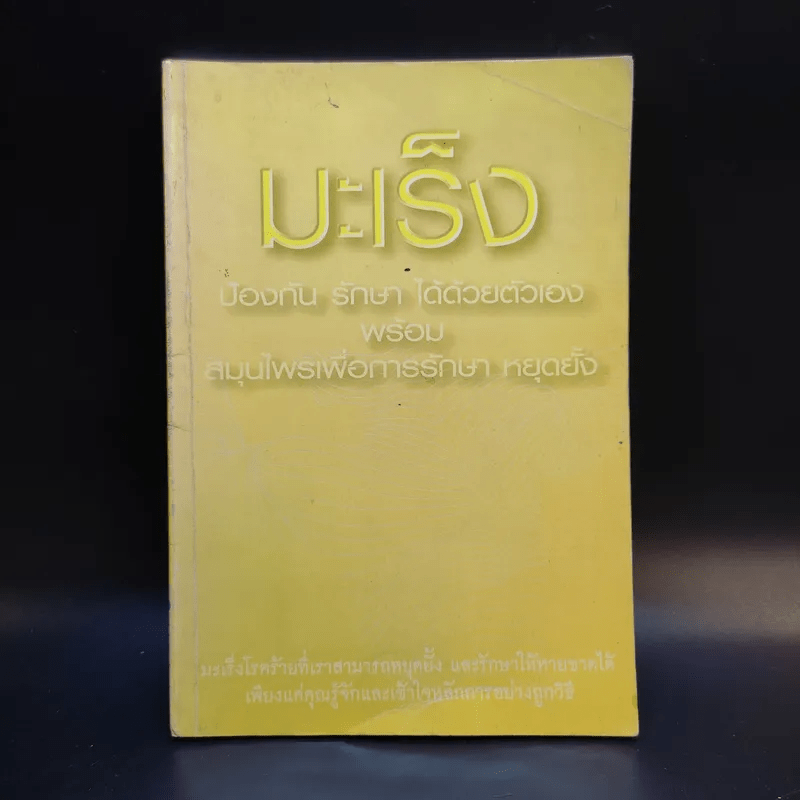 มะเร็ง
ป้องกัน รักษา ได้ด้วยตัวเอง
พร้อม
สมุนไพรเพื่อการรักษา หยุดยั้ง
มะเร็งโรคร้ายที่เราสามารถหยุดยั้ง และรักษาให้หายขาดได้
เพียงแค่คุณรู้จักและเข้าใจหลักการอย่างถูกวิธี